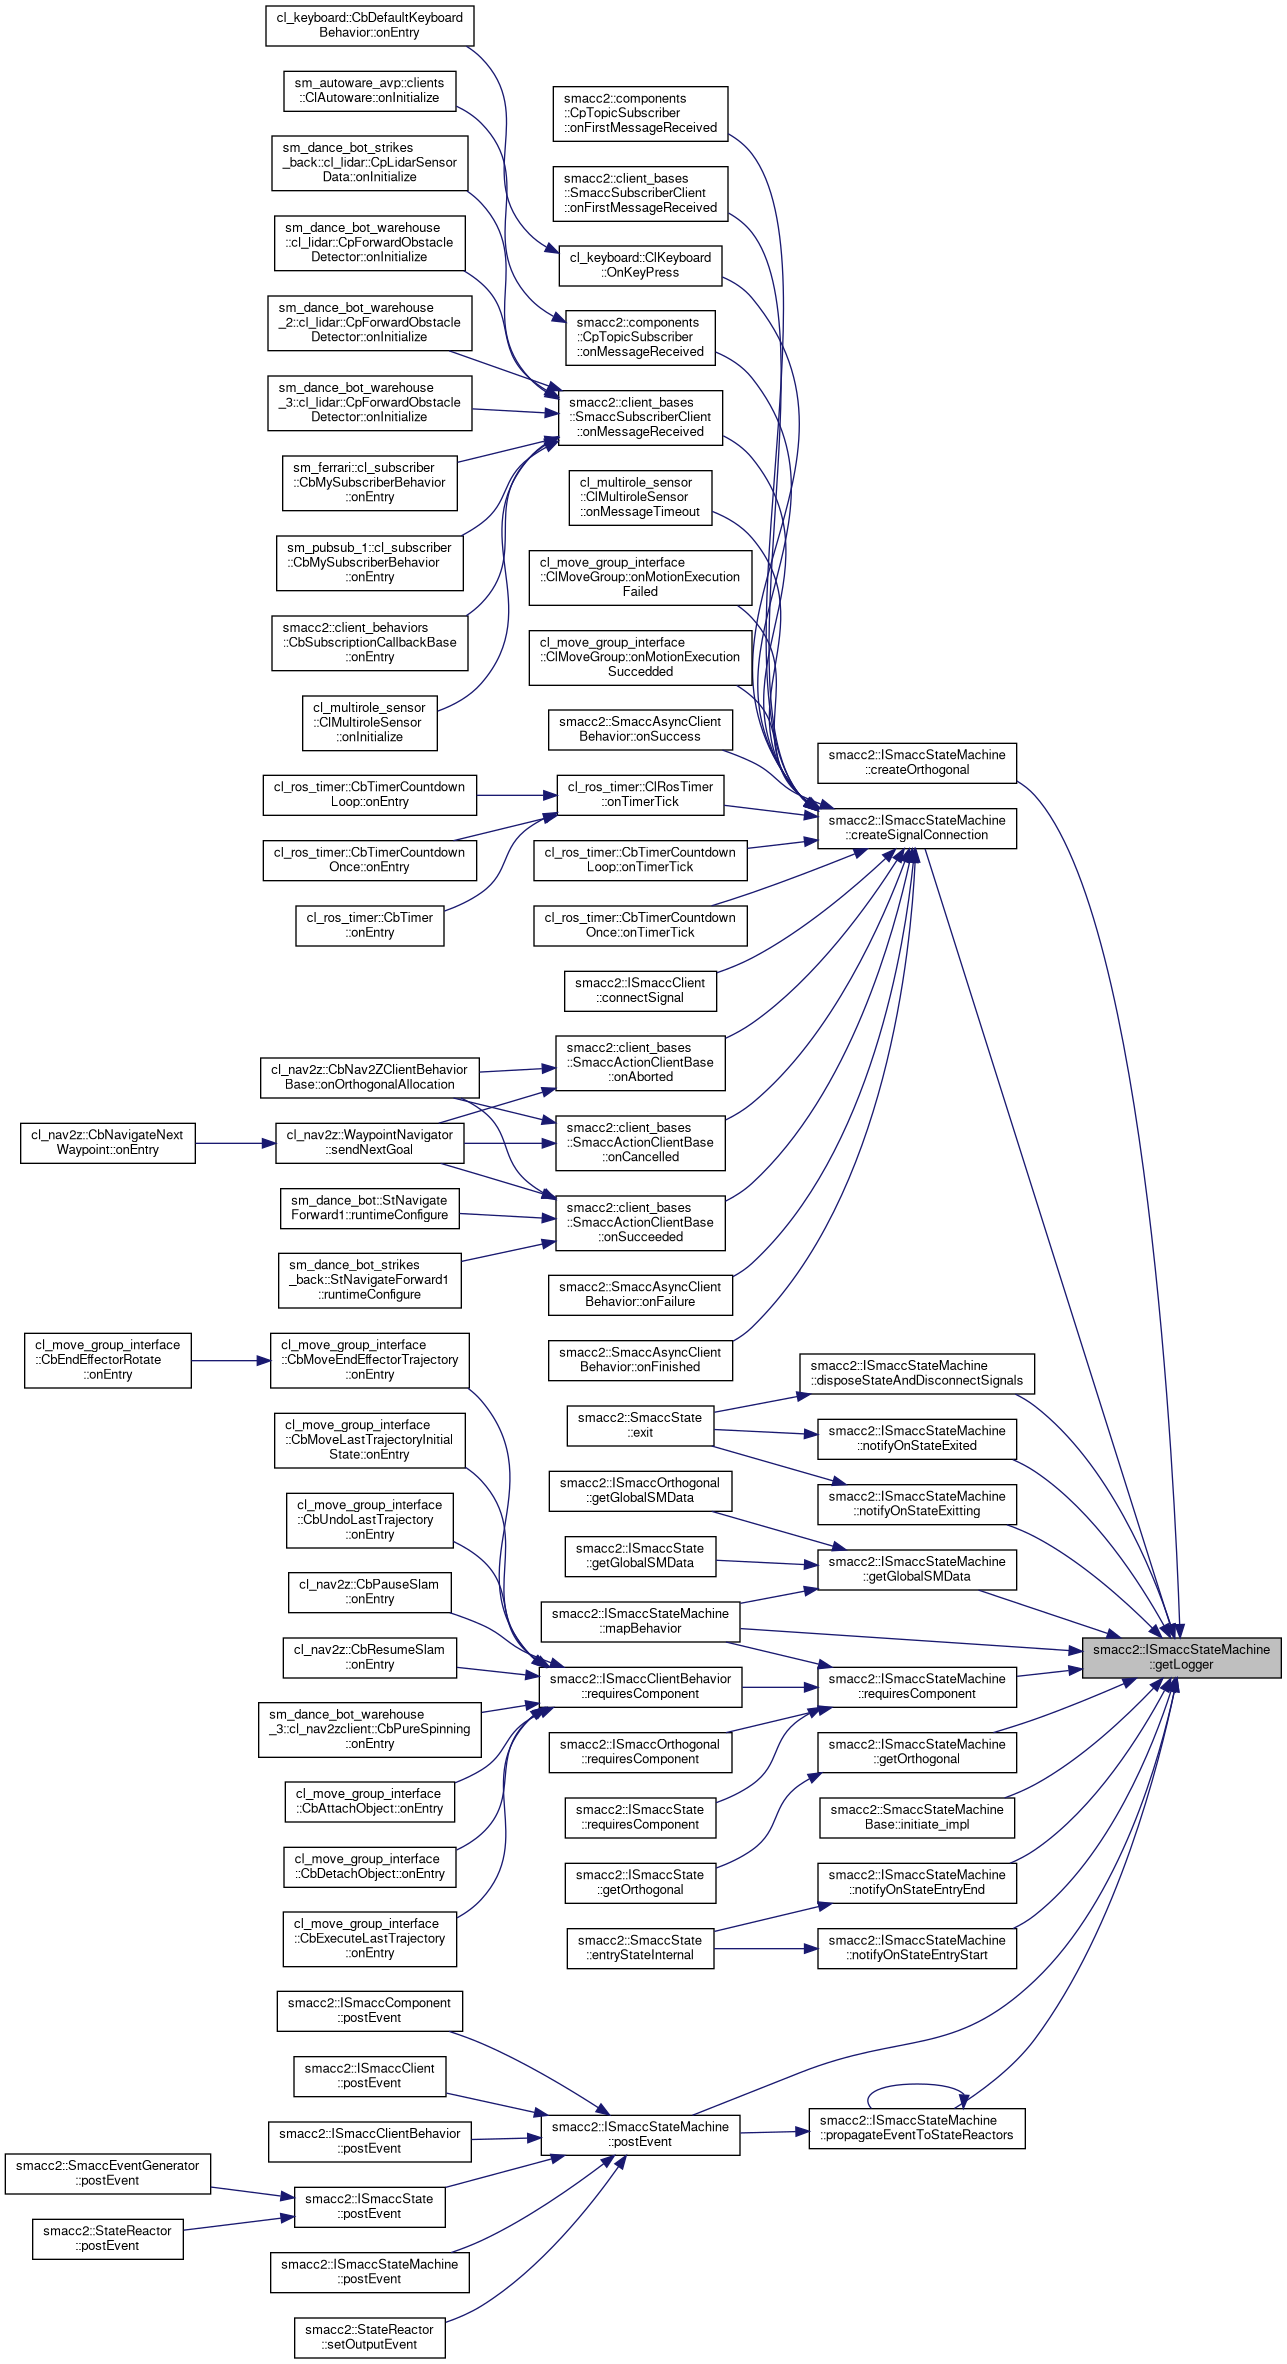 cl_keyboard::CbDefaultKeyboard
Behavior::onEntry
sm_autoware_avp::clients
::ClAutoware::onInitialize
sm_dance_bot_strikes
_back::cl_lidar::CpLidarSensor
Data::onInitialize
sm_dance_bot_warehouse
::cl_lidar::CpForwardObstacle
Detector::onInitialize
sm_dance_bot_warehouse
_2::cl_lidar::CpForwardObstacle
Detector::onInitialize
sm_dance_bot_warehouse
_3::cl_lidar::CpForwardObstacle
Detector::onInitialize
sm_ferrari::cl_subscriber
::CbMySubscriberBehavior
::onEntry
sm_pubsub_1::cl_subscriber
::CbMySubscriberBehavior
::onEntry
smacc2::client_behaviors
::CbSubscriptionCallbackBase
::onEntry
cl_multirole_sensor
::ClMultiroleSensor
::onInitialize
cl_ros_timer::CbTimerCountdown
Loop::onEntry
cl_ros_timer::CbTimerCountdown
Once::onEntry
cl_ros_timer::CbTimer
::onEntry
cl_nav2z::CbNav2ZClientBehavior
Base::onOrthogonalAllocation
cl_nav2z::CbNavigateNext
Waypoint::onEntry
cl_nav2z::WaypointNavigator
::sendNextGoal
sm_dance_bot::StNavigate
Forward1::runtimeConfigure
sm_dance_bot_strikes
_back::StNavigateForward1
::runtimeConfigure
cl_move_group_interface
::CbEndEffectorRotate
::onEntry
cl_move_group_interface
::CbMoveEndEffectorTrajectory
::onEntry
cl_move_group_interface
::CbMoveLastTrajectoryInitial
State::onEntry
cl_move_group_interface
::CbUndoLastTrajectory
::onEntry
cl_nav2z::CbPauseSlam
::onEntry
cl_nav2z::CbResumeSlam
::onEntry
sm_dance_bot_warehouse
_3::cl_nav2zclient::CbPureSpinning
::onEntry
cl_move_group_interface
::CbAttachObject::onEntry
cl_move_group_interface
::CbDetachObject::onEntry
cl_move_group_interface
::CbExecuteLastTrajectory
::onEntry
smacc2::ISmaccComponent
::postEvent
smacc2::ISmaccClient
::postEvent
smacc2::ISmaccClientBehavior
::postEvent
smacc2::SmaccEventGenerator
::postEvent
smacc2::StateReactor
::postEvent
smacc2::ISmaccState
::postEvent
smacc2::ISmaccStateMachine
::postEvent
smacc2::StateReactor
::setOutputEvent
smacc2::components
::CpTopicSubscriber
::onFirstMessageReceived
smacc2::client_bases
::SmaccSubscriberClient
::onFirstMessageReceived
cl_keyboard::ClKeyboard
::OnKeyPress
smacc2::components
::CpTopicSubscriber
::onMessageReceived
smacc2::client_bases
::SmaccSubscriberClient
::onMessageReceived
cl_multirole_sensor
::ClMultiroleSensor
::onMessageTimeout
cl_move_group_interface
::ClMoveGroup::onMotionExecution
Failed
cl_move_group_interface
::ClMoveGroup::onMotionExecution
Succedded
smacc2::SmaccAsyncClient
Behavior::onSuccess
cl_ros_timer::ClRosTimer
::onTimerTick
cl_ros_timer::CbTimerCountdown
Loop::onTimerTick
cl_ros_timer::CbTimerCountdown
Once::onTimerTick
smacc2::ISmaccClient
::connectSignal
smacc2::client_bases
::SmaccActionClientBase
::onAborted
smacc2::client_bases
::SmaccActionClientBase
::onCancelled
smacc2::client_bases
::SmaccActionClientBase
::onSucceeded
smacc2::SmaccAsyncClient
Behavior::onFailure
smacc2::SmaccAsyncClient
Behavior::onFinished
smacc2::SmaccState
::exit
smacc2::ISmaccOrthogonal
::getGlobalSMData
smacc2::ISmaccState
::getGlobalSMData
smacc2::ISmaccStateMachine
::mapBehavior
smacc2::ISmaccClientBehavior
::requiresComponent
smacc2::ISmaccOrthogonal
::requiresComponent
smacc2::ISmaccState
::requiresComponent
smacc2::ISmaccState
::getOrthogonal
smacc2::SmaccState
::entryStateInternal
smacc2::ISmaccStateMachine
::postEvent
smacc2::ISmaccStateMachine
::createOrthogonal
smacc2::ISmaccStateMachine
::createSignalConnection
smacc2::ISmaccStateMachine
::disposeStateAndDisconnectSignals
smacc2::ISmaccStateMachine
::notifyOnStateExited
smacc2::ISmaccStateMachine
::notifyOnStateExitting
smacc2::ISmaccStateMachine
::getGlobalSMData
smacc2::ISmaccStateMachine
::requiresComponent
smacc2::ISmaccStateMachine
::getOrthogonal
smacc2::SmaccStateMachine
Base::initiate_impl
smacc2::ISmaccStateMachine
::notifyOnStateEntryEnd
smacc2::ISmaccStateMachine
::notifyOnStateEntryStart
smacc2::ISmaccStateMachine
::propagateEventToStateReactors
smacc2::ISmaccStateMachine
::getLogger